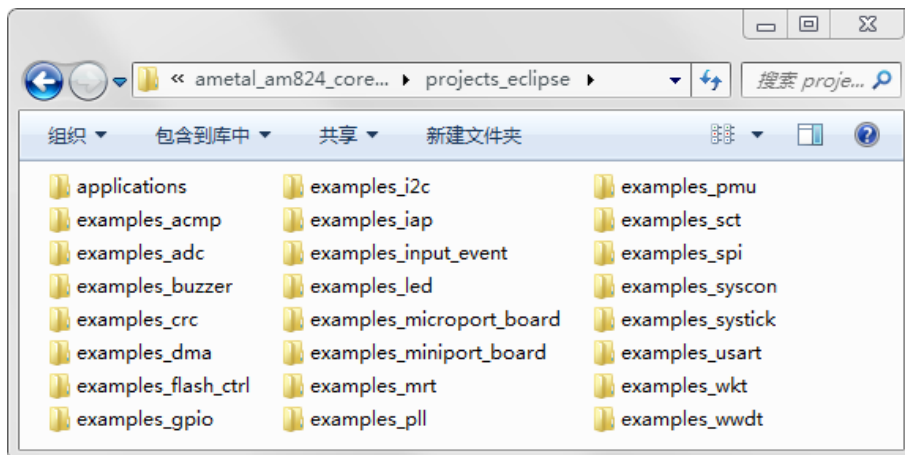 « ametal_am824_core... ▸ projects_eclipse ▸ 搜索 proje...
组织 包含到库中 共享 新建文件夹
applications
examples_acmp
examples_adc
examples_buzzer
examples_crc
examples_dma
examples_flash_ctrl
examples_gpio
examples_i2c
examples_iap
examples_input_event
examples_led
examples_microport_board
examples_miniport_board
examples_mrt
examples_pll
examples_pmu
examples_sct
examples_spi
examples_syscon
examples_systick
examples_usart
examples_wkt
examples_wwdt